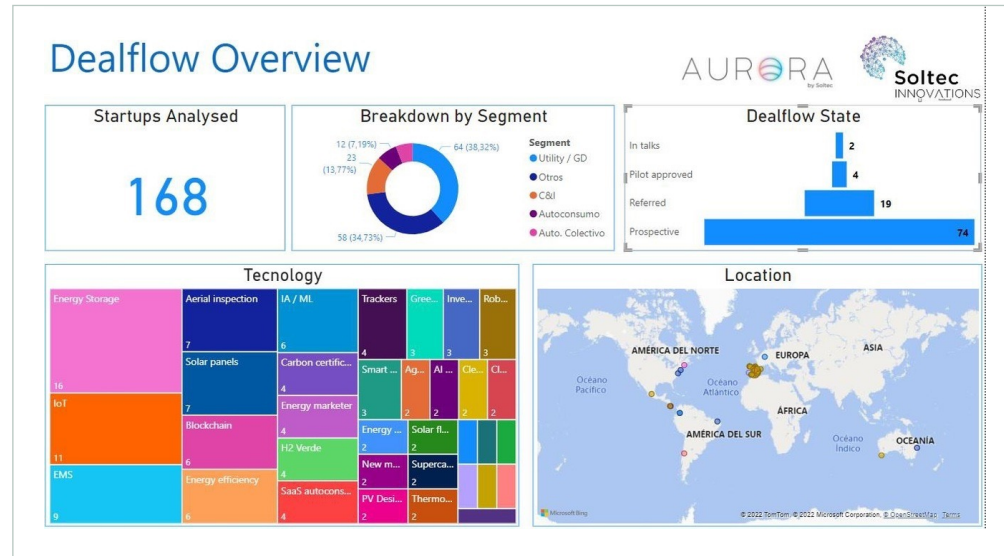 Dealflow Overview
AURORA
by Soltec
Soltec
INNOVATIONS
Startups Analysed
168
Breakdown by Segment
12 (7,19%)
23
(13,77%)
64 (38,32%)
58 (34,73%)
Segment
Utility / GD
Otros
C&I
Autoconsumo
Auto. Colectivo
Dealflow State
In talks
2
Pilot approved
4
Referred
19
Prospective
74
Tecnology
Energy Storage
16
IoT
11
EMS
9
Aerial inspection
7
Solar panels
7
Blockchain
6
Energy efficiency
6
IA / ML
6
Carbon certific...
4
Energy marketer
4
H2 Verde
4
SaaS autocons...
4
Trackers
4
Gree...
3
Inve...
3
Rob...
3
Smart ...
3
Ag...
2
AI ...
2
Cle...
2
Cl...
2
Energy ...
2
Solar fl...
2
New m...
2
Superca...
2
PV Desi...
2
Thermo...
2
Location
AMÉRICA DEL NORTE
EUROPA
ASIA
Océano
Pacífico
Océano
Atlántico
ÁFRICA
AMÉRICA DEL SUR
Océano
Índico
OCEANÍA
Microsoft Bing
© 2022 TomTom, © 2022 Microsoft Corporation, © OpenStreetMap Terms